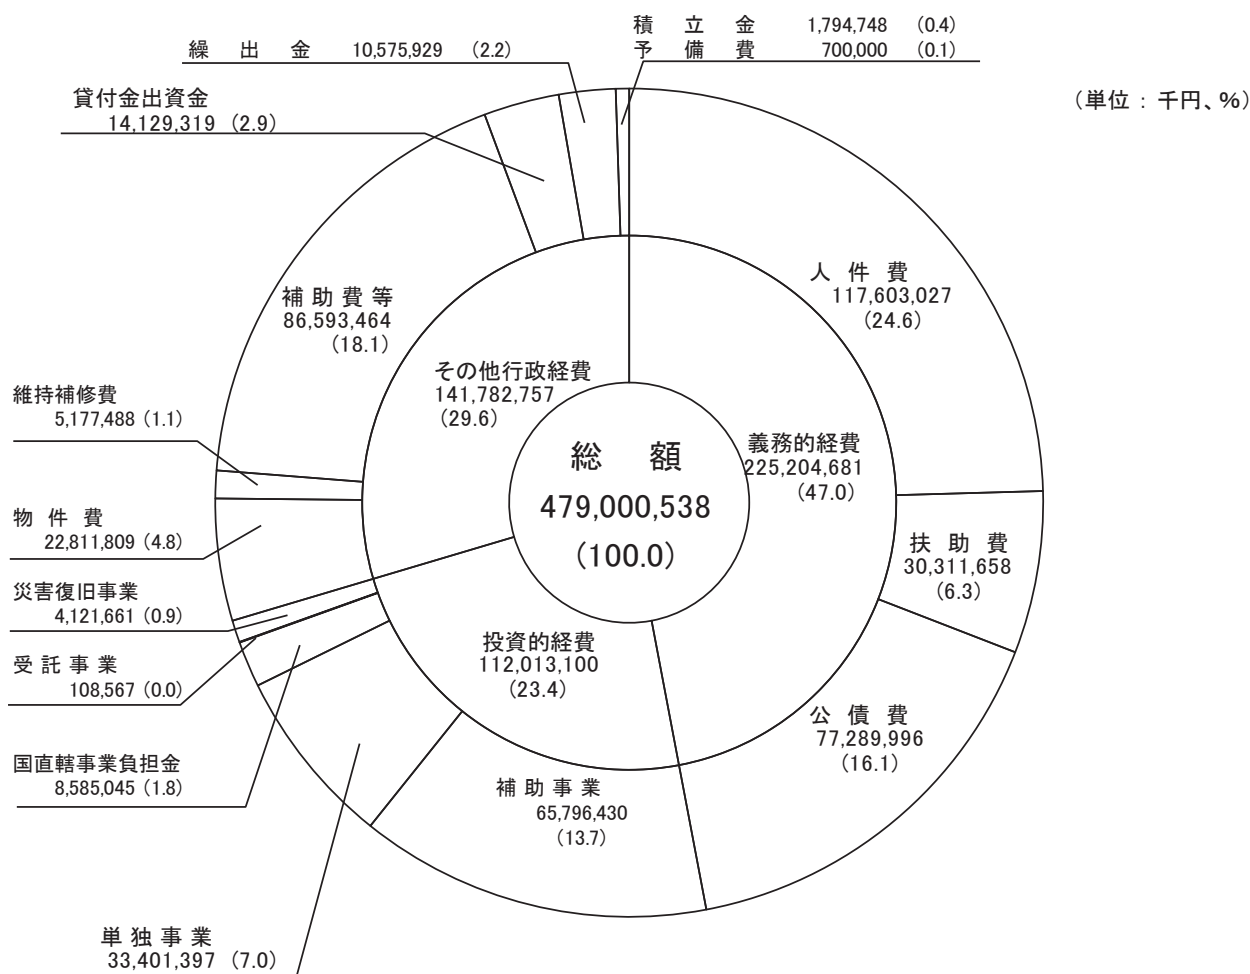 積立金 1,794,748 (0.4)
予備費 700,000 (0.1)
繰出金 10,575,929 (2.2)
(単位：千円、%)
貸付金出資金
14,129,319 (2.9)
人件費
117,603,027
(24.6)
補助費等
86,593,464
(18.1)
その他行政経費
141,782,757
(29.6)
維持補修費
5,177,488 (1.1)
総額
479,000,538
(100.0)
義務的経費
225,204,681
(47.0)
物件費
22,811,809 (4.8)
扶助費
30,311,658
(6.3)
災害復旧事業
4,121,661 (0.9)
投資的経費
112,013,100
(23.4)
受託事業
108,567 (0.0)
公債費
77,289,996
(16.1)
国直轄事業負担金
8,585,045 (1.8)
補助事業
65,796,430
(13.7)
単独事業
33,401,397 (7.0)